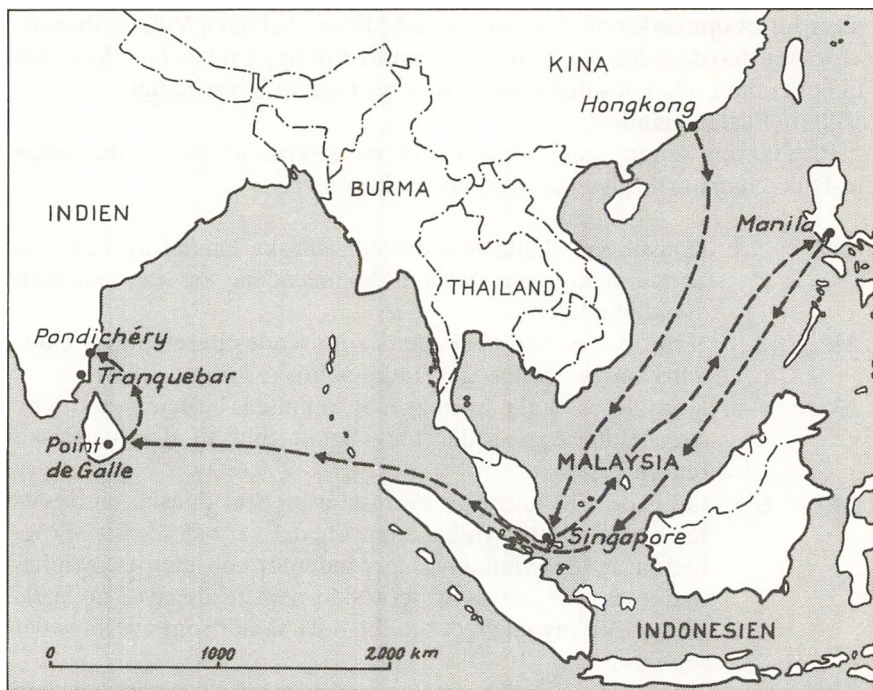 KINA
Hongkong
BURMA
INDIEN
Manila
THAILAND
Pondichéry
Tranquebar
Point
de Galle
MALAYSIA
Singapore
INDONESIEN
0 1000 2000 km